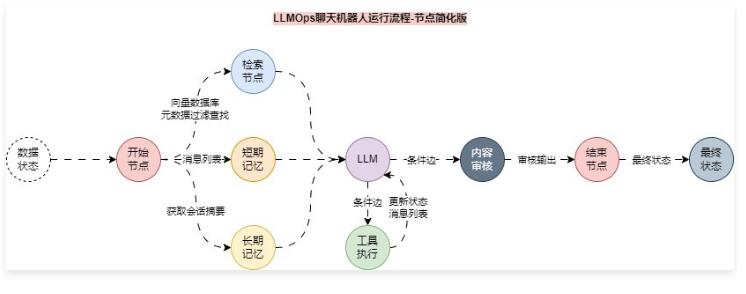 LLMOps聊天机器人运行流程-节点简化版
检索
节点
向量数据库
元数据过滤查找
数据
状态
开始
节点
消息列表
短期
记忆
LLM
条件边
内容
审核
审核输出
结束
节点
最终状态
最终
状态
条件边
更新状态
消息列表
获取会话摘要
长期
记忆
工具
执行